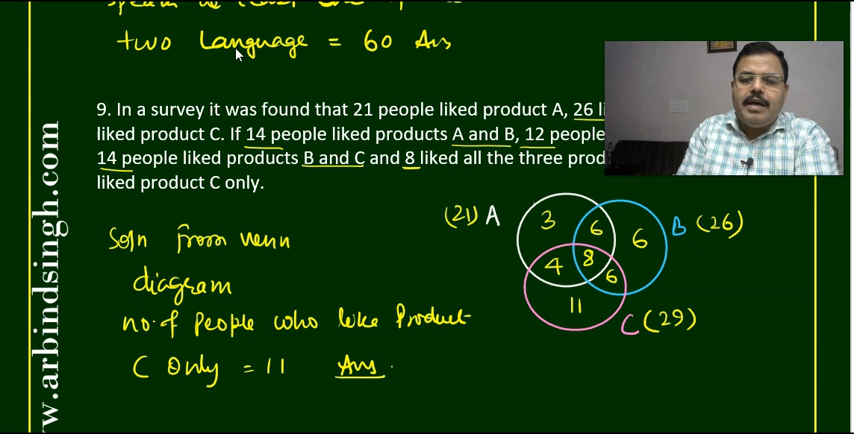 two Language = 60 Ans
9. In a survey it was found that 21 people liked product A, 26
liked product C. If 14 people liked products A and B, 12 people
14 people liked products B and C and 8 liked all the three
liked product C only.
(21) A
3
6
6
B (26)
4
8
6
11
C (29)
Soln from venn
diagram
no. of people who like Product
C Only = 11 Ans.
w.arbindsingh.com